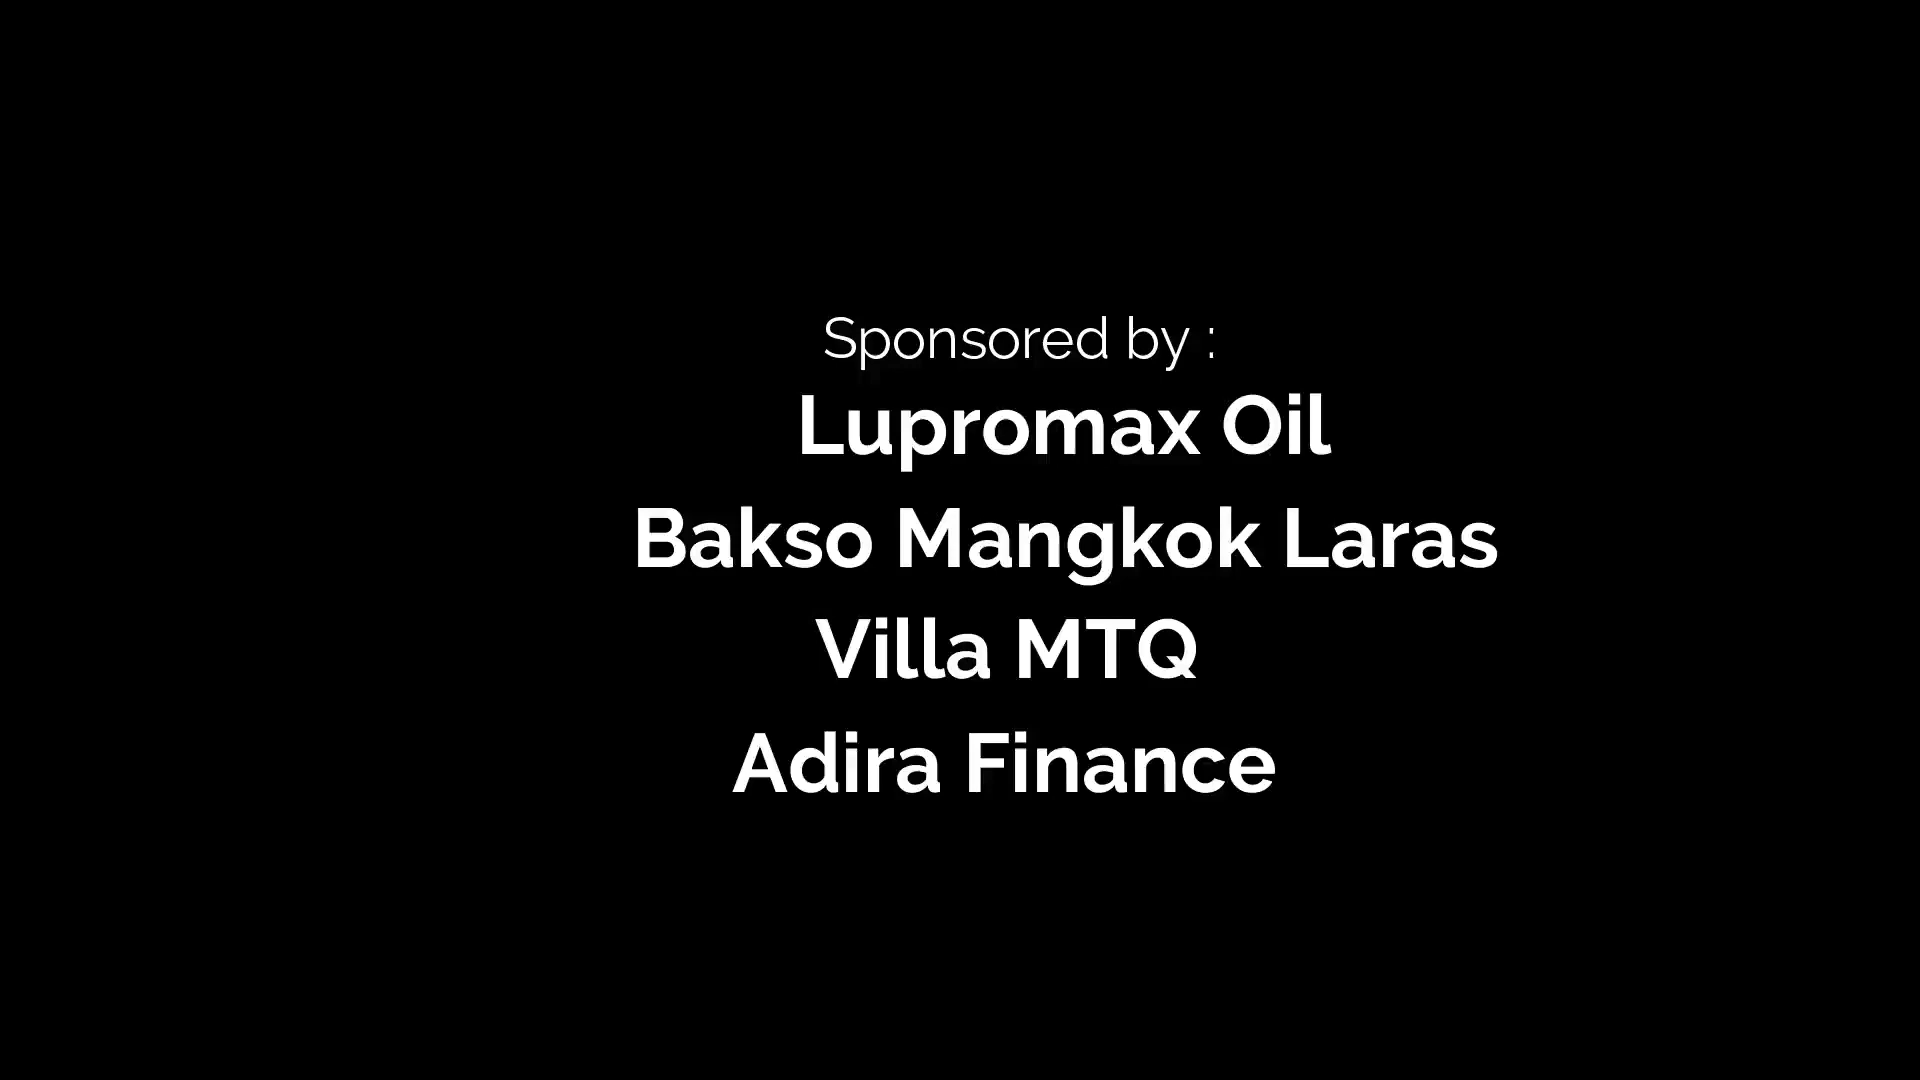 Sponsored by :
Lupromax Oil
Bakso Mangkok Laras
Villa MTQ
Adira Finance